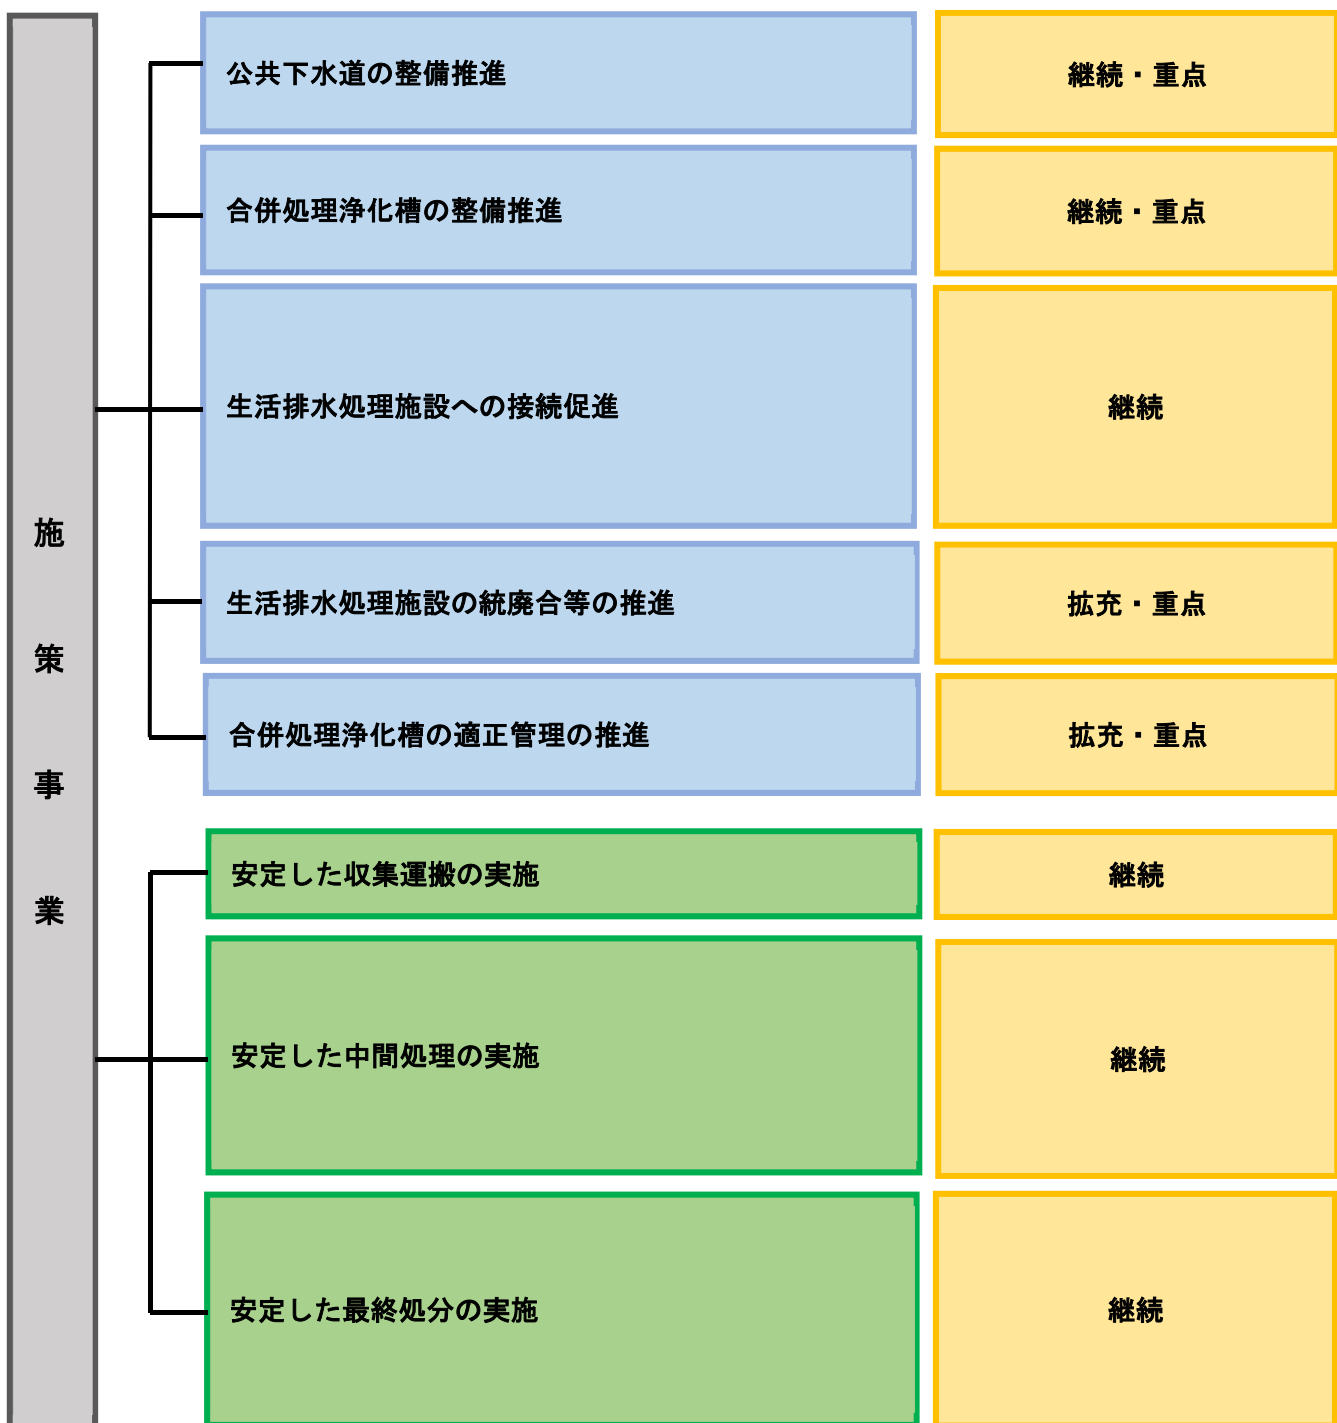 施策事業
公共下水道の整備推進
継続・重点
合併処理浄化槽の整備推進
継続・重点
生活排水処理施設への接続促進
継続
生活排水処理施設の統廃合等の推進
拡充・重点
合併処理浄化槽の適正管理の推進
拡充・重点
安定した収集運搬の実施
継続
安定した中間処理の実施
継続
安定した最終処分の実施
継続